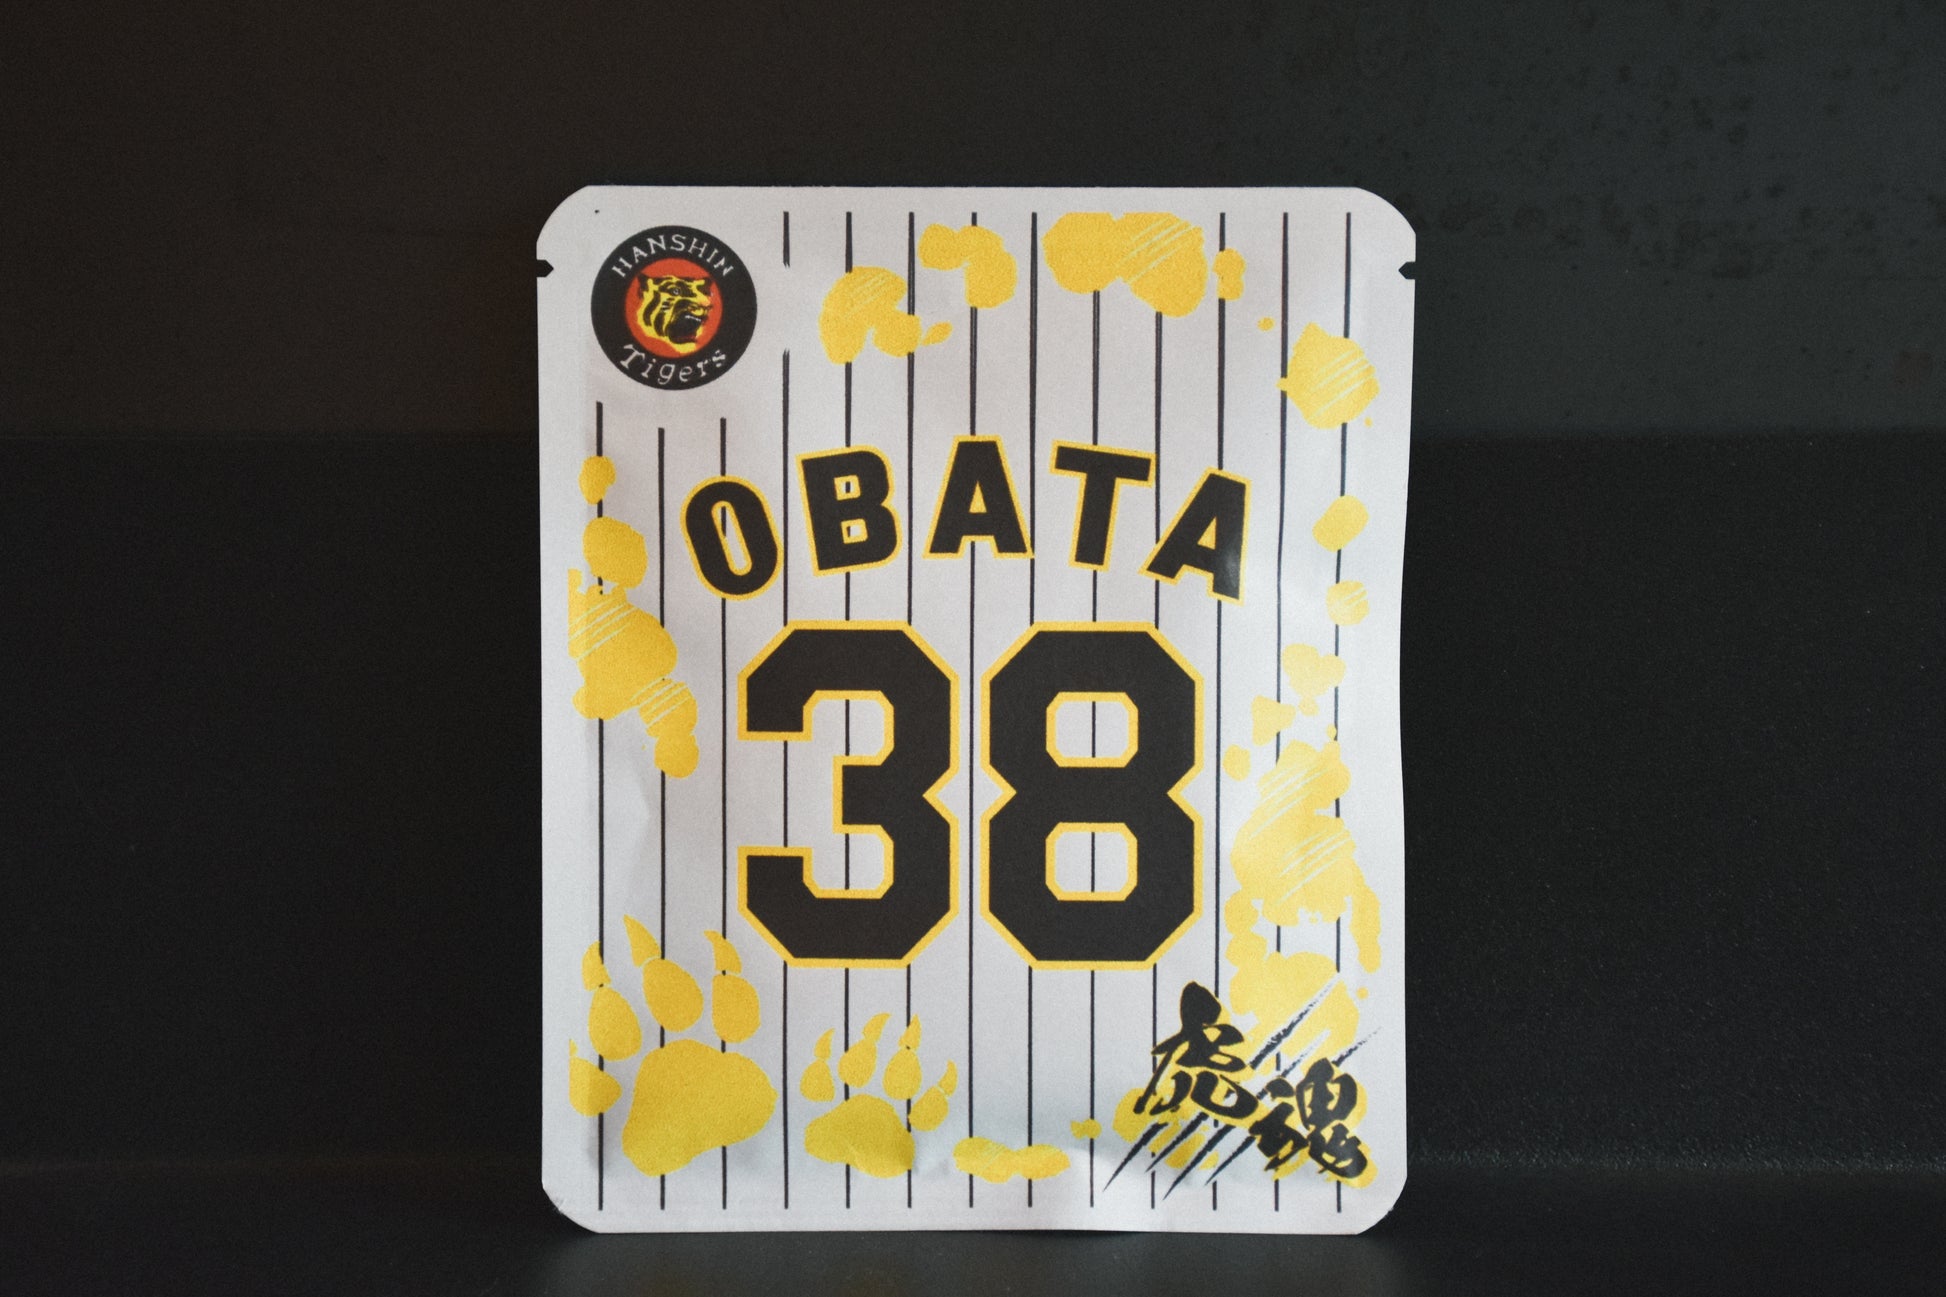 HANSHIN
Tigers
OBATA
38
虎魂